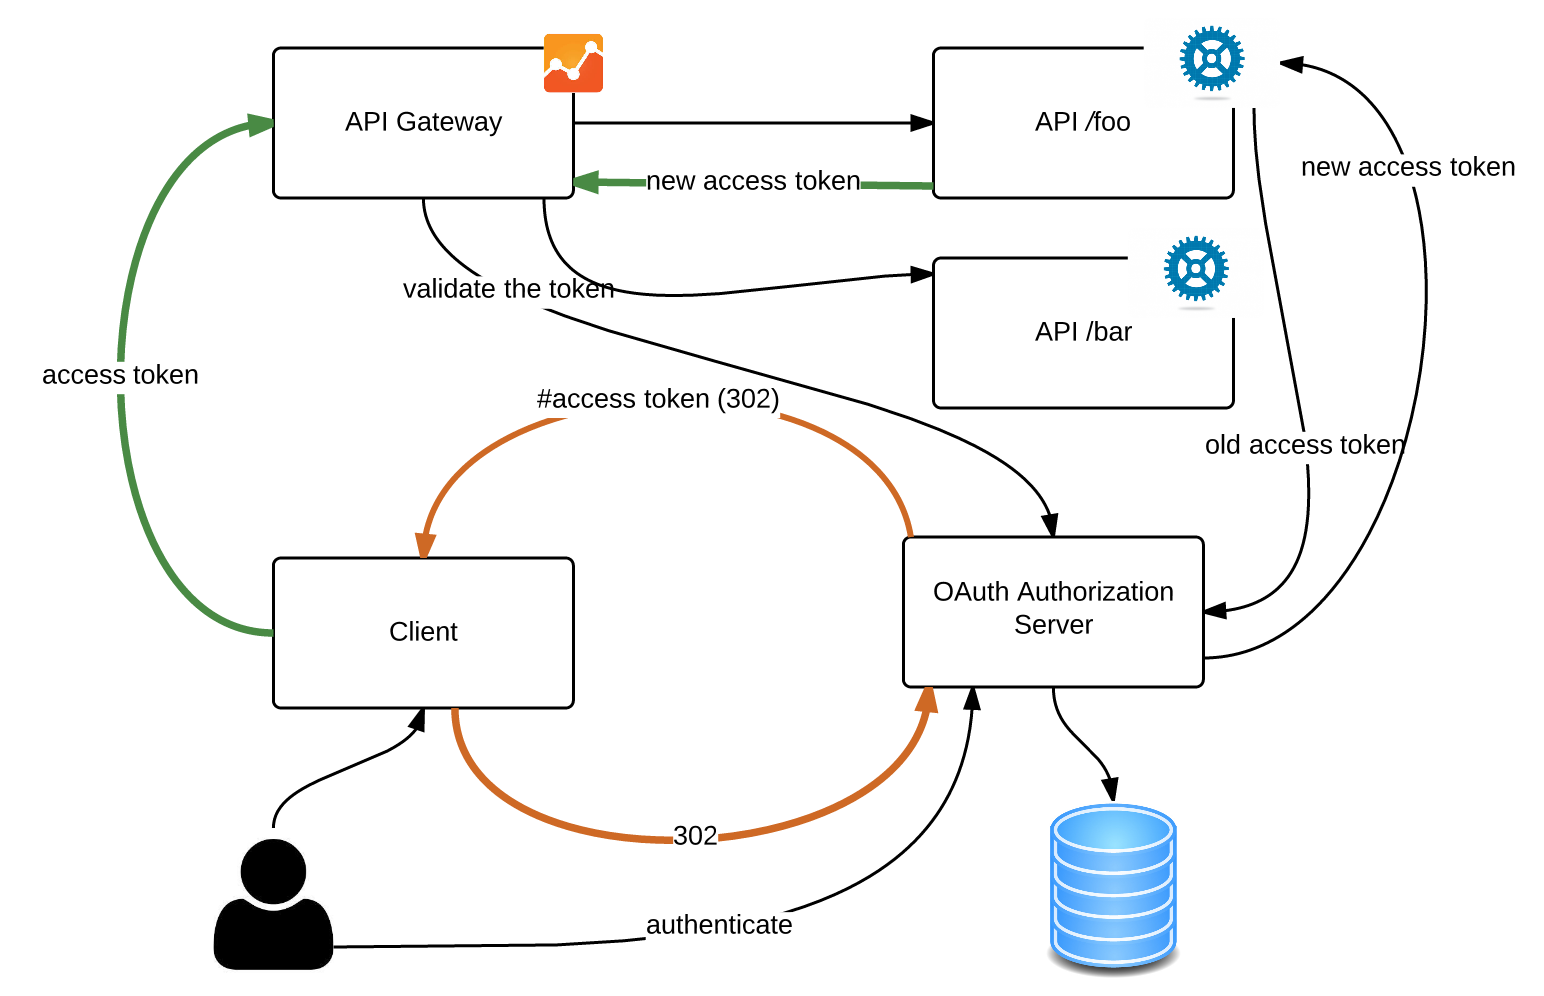 API Gateway
API /foo
new access token
new access token
validate the token
API /bar
access token
#access token (302)
old access token
OAuth Authorization
Server
Client
302
authenticate